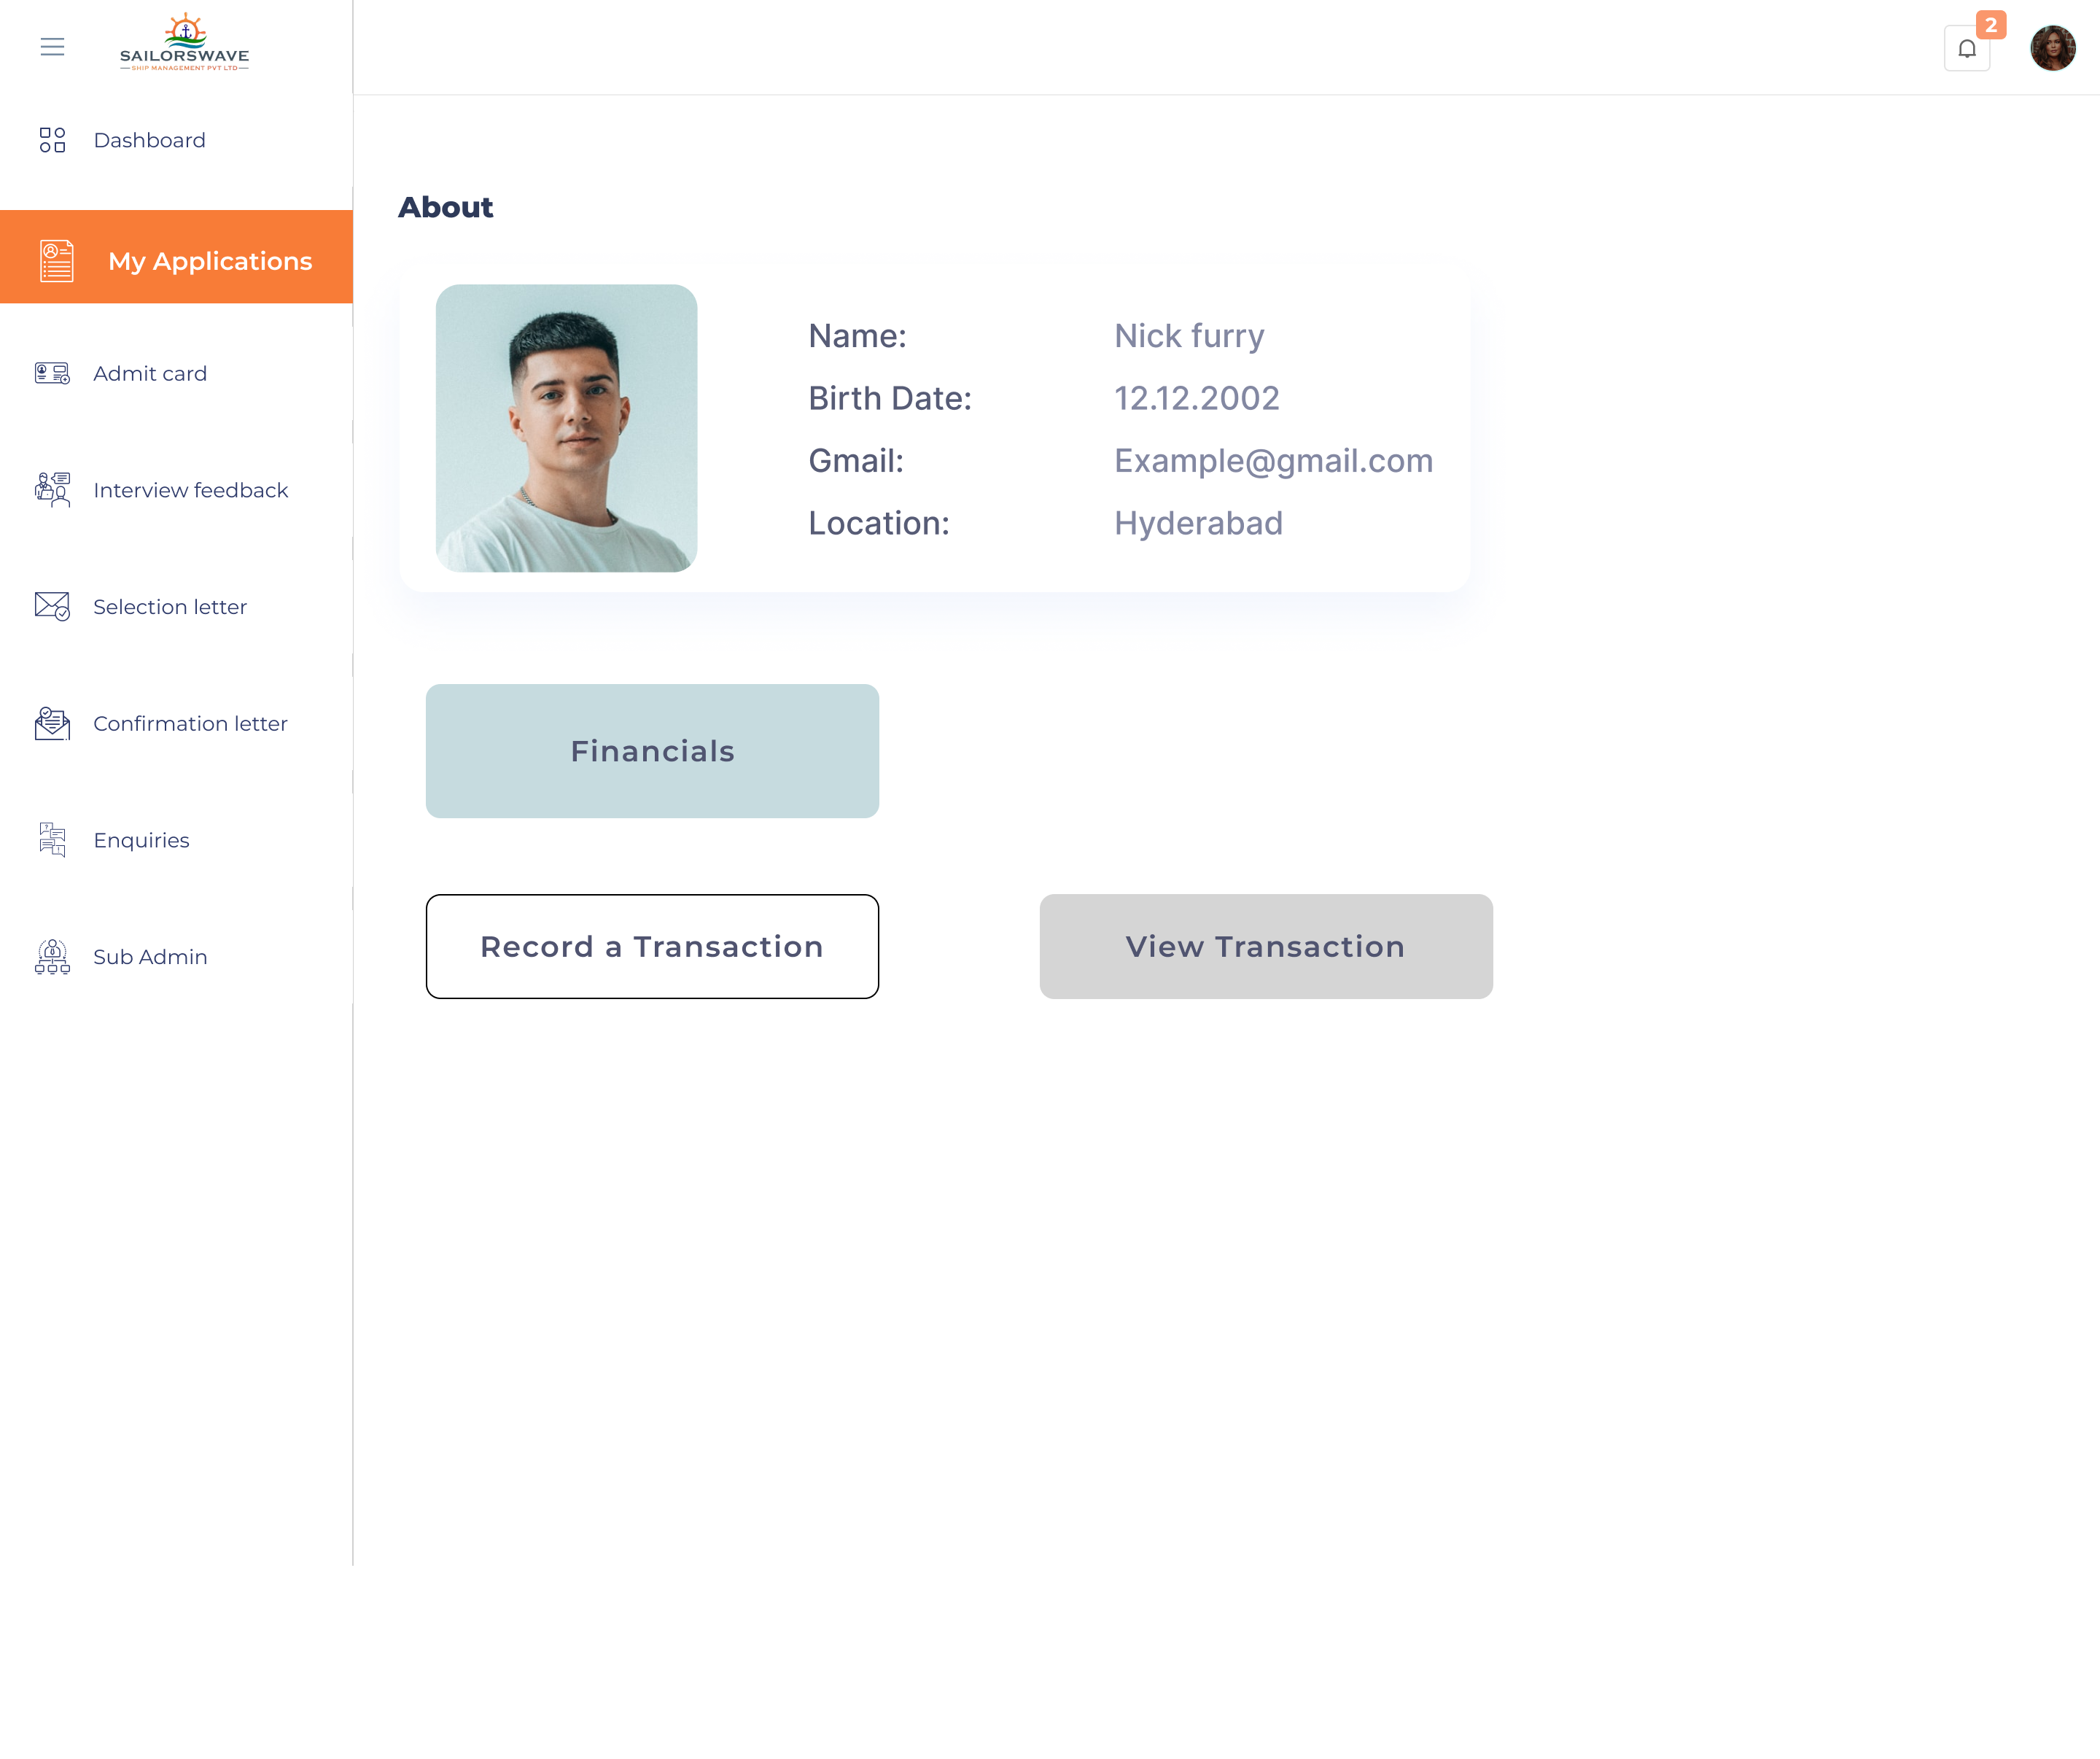 SAILORSWAVE
SHIP MANAGEMENT PVT LTD
2
Dashboard
My Applications
Admit card
Interview feedback
Selection letter
Confirmation letter
Enquiries
Sub Admin
About
Name: Nick furry
Birth Date: 12.12.2002
Gmail: Example@gmail.com
Location: Hyderabad
Financials
Record a Transaction
View Transaction